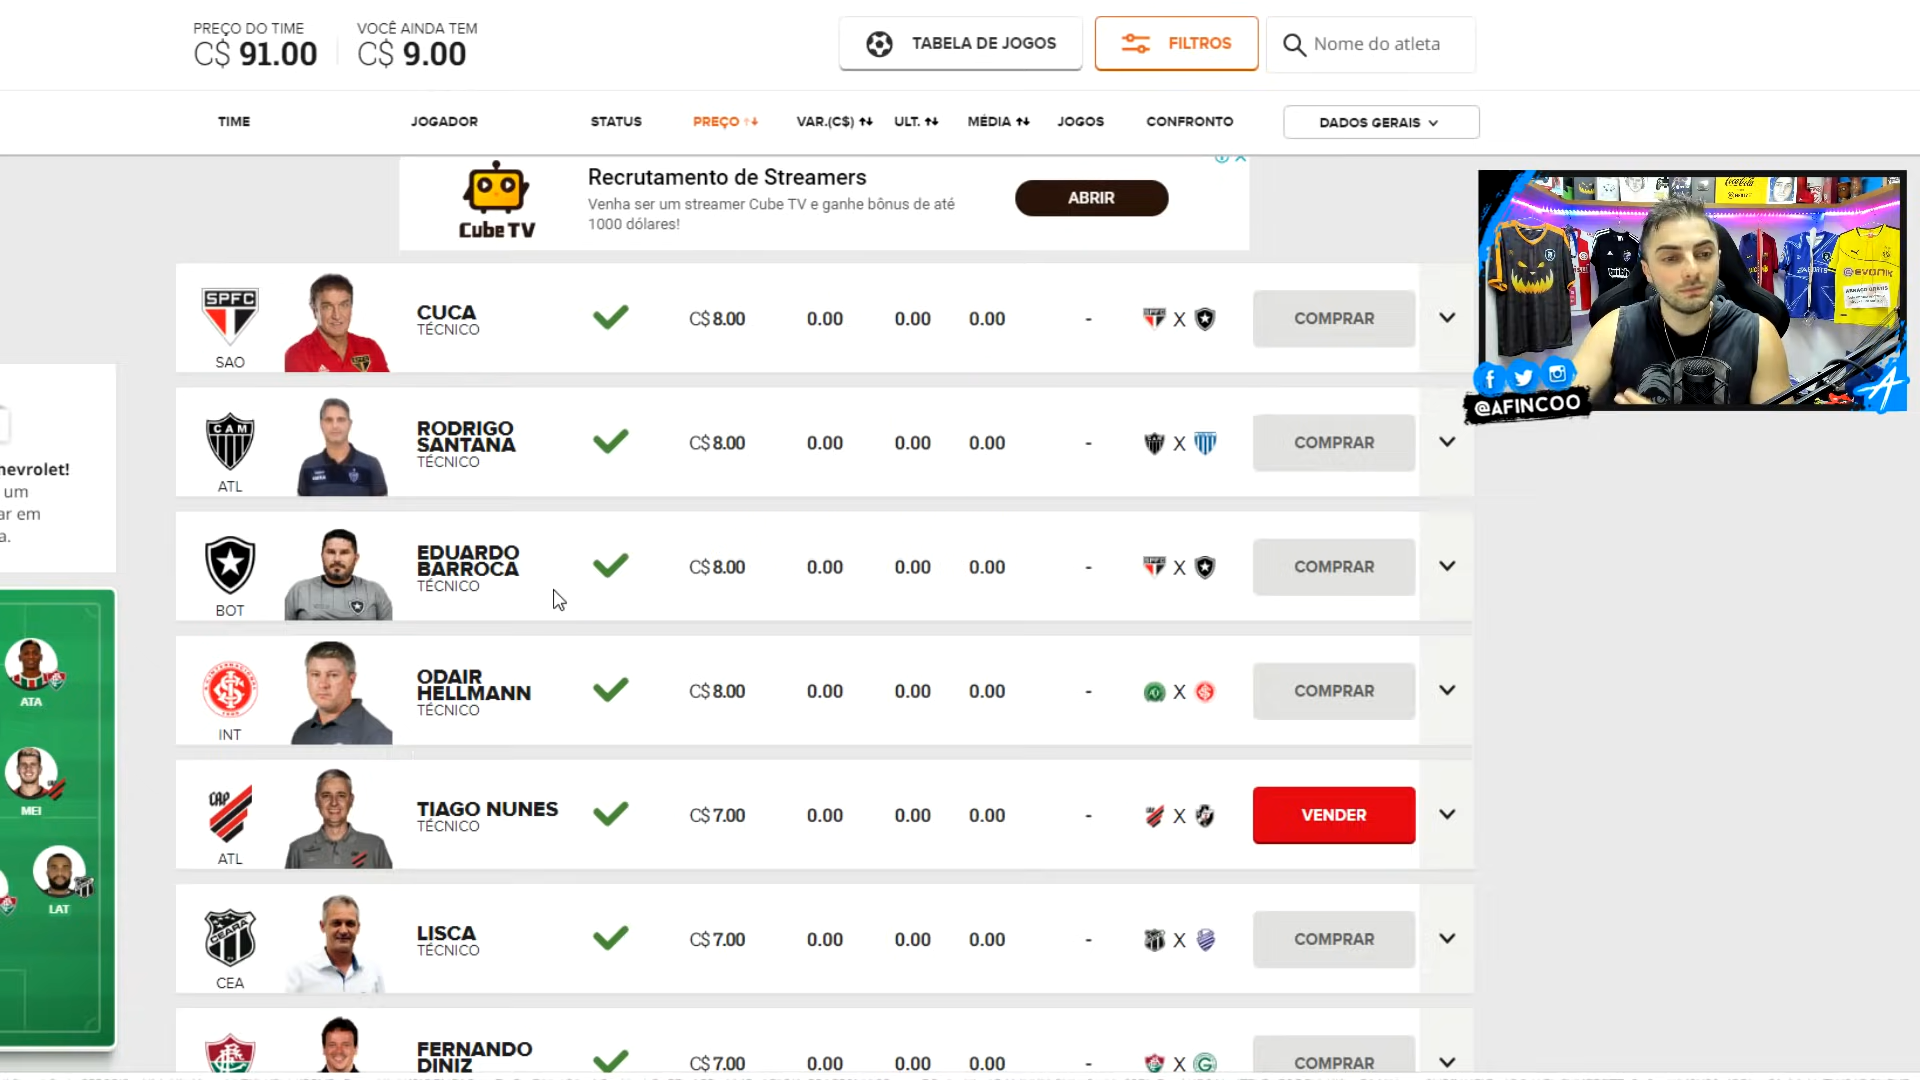 PREÇO DO TIME
C$ 91.00
VOCÊ AINDA TEM
C$ 9.00
TABELA DE JOGOS
FILTROS
Nome do atleta
TIME JOGADOR STATUS PREÇO VAR.(C$) ULT. MÉDIA JOGOS CONFRONTO DADOS GERAIS
Cube TV
Recrutamento de Streamers
Venha ser um streamer Cube TV e ganhe bônus de até
1000 dólares!
ABRIR
SPFC
SAO
CUCA
TÉCNICO
C$ 8.00 0.00 0.00 0.00 - X COMPRAR
CAM
ATL
RODRIGO
SANTANA
TÉCNICO
C$ 8.00 0.00 0.00 0.00 - X COMPRAR
BOT
EDUARDO
BARROCA
TÉCNICO
C$ 8.00 0.00 0.00 0.00 - X COMPRAR
INT
ODAIR
HELLMANN
TÉCNICO
C$ 8.00 0.00 0.00 0.00 - X COMPRAR
CAP
ATL
TIAGO NUNES
TÉCNICO
C$ 7.00 0.00 0.00 0.00 - X VENDER
CEARÁ
CEA
LISCA
TÉCNICO
C$ 7.00 0.00 0.00 0.00 - X COMPRAR
FERNANDO
DINIZ
C$ 7.00 0.00 0.00 0.00 - X COMPRAR
hevrolet!
um
ar em
a.
ATA
MEI
LAT
Coca-Cola
EVONIK
@AFINCOO